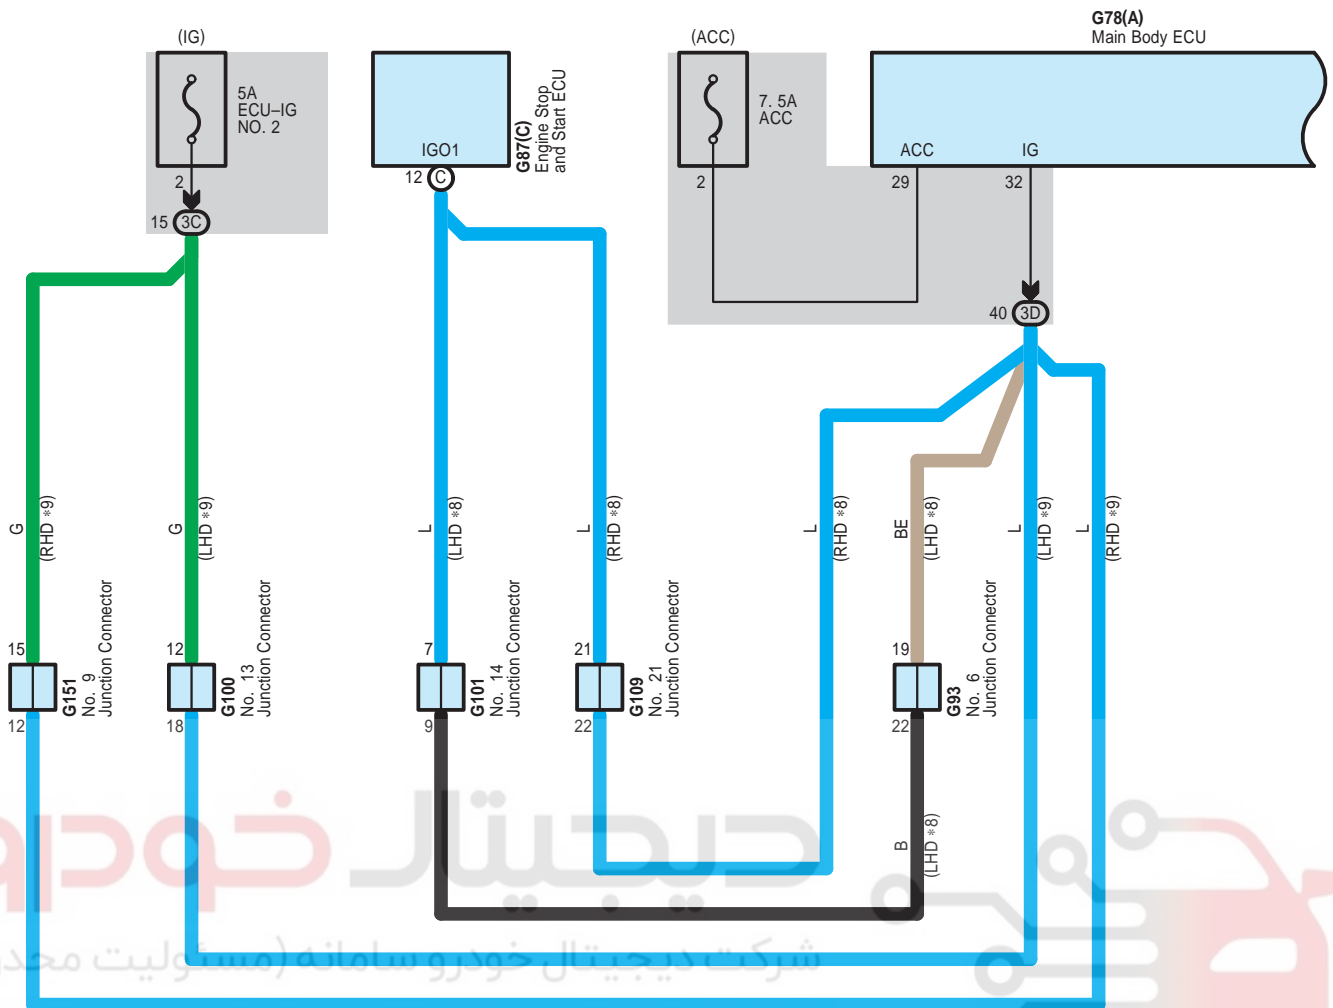 G78(A)
Main Body ECU
(IG)
5A
ECU–IG
NO. 2
2
15
3C
IGO1
12
C
G87(C)
Engine Stop
and Start ECU
(ACC)
7. 5A
ACC
2
ACC
IG
29
32
40
3D
G
(RHD *9)
G
(LHD *9)
L
(LHD *8)
L
(RHD *8)
L
(RHD *8)
BE
(LHD *8)
L
(LHD *9)
L
(RHD *9)
15
12
G151
No. 9
Junction Connector
12
18
G100
No. 13
Junction Connector
7
9
G101
No. 14
Junction Connector
21
22
G109
No. 21
Junction Connector
19
22
G93
No. 6
Junction Connector
B
(LHD *8)
دیجیتال خودرو
شرکت دیجیتال خودرو سامانه (مسئولیت